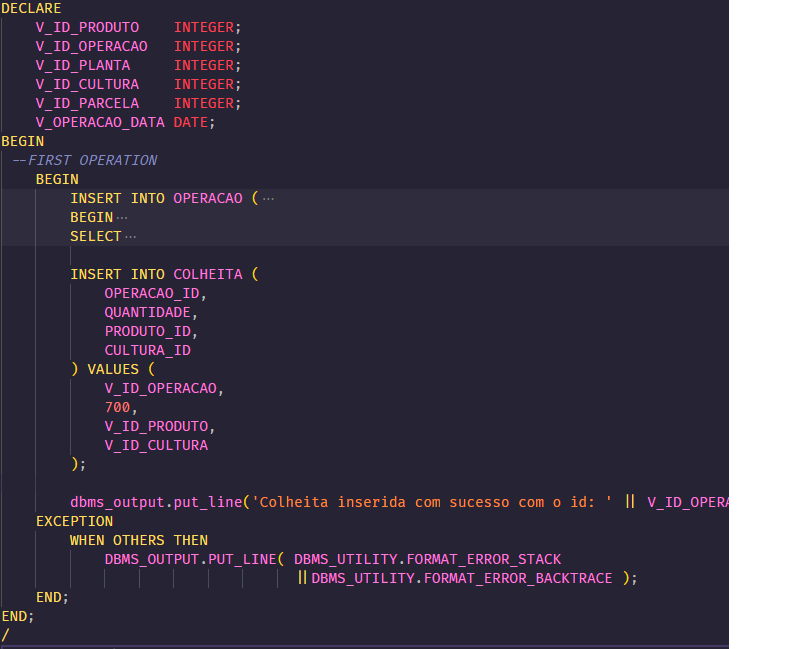 DECLARE
V_ID_PRODUTO INTEGER;
V_ID_OPERACAO INTEGER;
V_ID_PLANTA INTEGER;
V_ID_CULTURA INTEGER;
V_ID_PARCELA INTEGER;
V_OPERACAO_DATA DATE;
BEGIN
--FIRST OPERATION
BEGIN
INSERT INTO OPERACAO (...
BEGIN...
SELECT...
INSERT INTO COLHEITA (
OPERACAO_ID,
QUANTIDADE,
PRODUTO_ID,
CULTURA_ID
) VALUES (
V_ID_OPERACAO,
700,
V_ID_PRODUTO,
V_ID_CULTURA
);
dbms_output.put_line('Colheita inserida com sucesso com o id: ' || V_ID_OPERA
EXCEPTION
WHEN OTHERS THEN
DBMS_OUTPUT.PUT_LINE( DBMS_UTILITY.FORMAT_ERROR_STACK
||DBMS_UTILITY.FORMAT_ERROR_BACKTRACE );
END;
END;
/